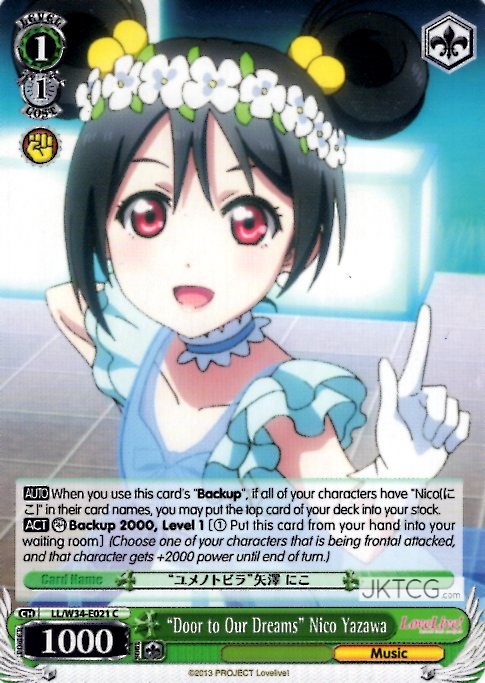 LEVEL
1
1
COST
AUTO When you use this card's "Backup", if all of your characters have "Nico(に
こ)" in their card names, you may put the top card of your deck into your stock.
ACT Backup 2000, Level 1 [① Put this card from your hand into your
waiting room] (Choose one of your characters that is being frontal attacked,
and that character gets +2000 power until end of turn.)
Card Name
“ユメノトビラ”矢澤 にこ
JKTCG.com
GH LL/W34-E021 C
POWER 1000 SOUL
“Door to Our Dreams” Nico Yazawa
LoveLive!
Music
©2013 PROJECT Lovelive!